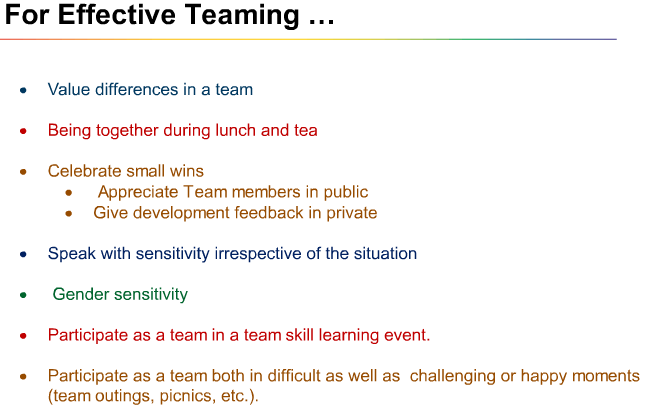 For Effective Teaming ...
• Value differences in a team
• Being together during lunch and tea
• Celebrate small wins
• Appreciate Team members in public
• Give development feedback in private
• Speak with sensitivity irrespective of the situation
• Gender sensitivity
• Participate as a team in a team skill learning event.
• Participate as a team both in difficult as well as challenging or happy moments
(team outings, picnics, etc.).